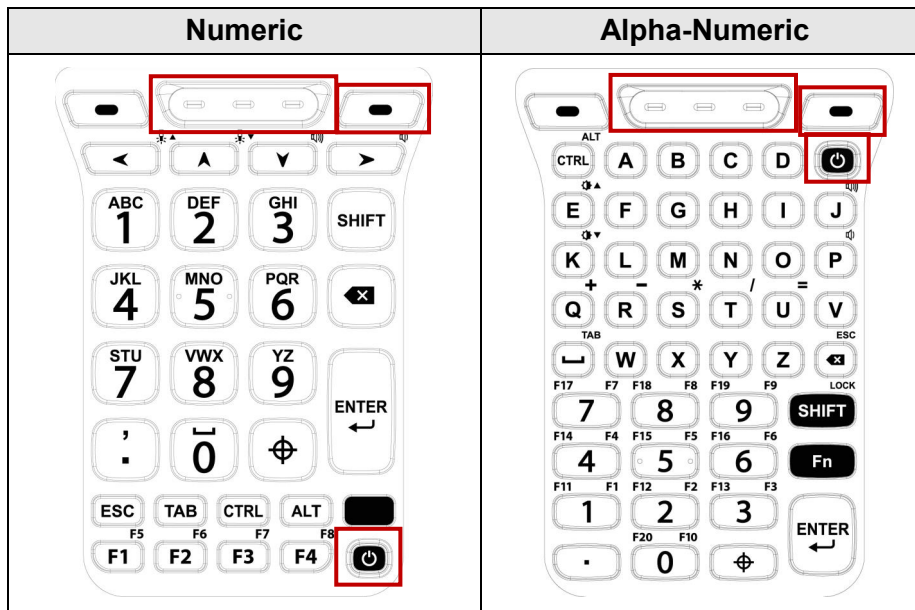 Numeric
Alpha-Numeric
ABC DEF GHI
1 2 3 SHIFT
JKL MNO PQR
4 5 6
STU VWX YZ
7 8 9
ENTER
, .
0
ESC TAB CTRL ALT
F5 F6 F7 F8
F1 F2 F3 F4
ALT
CTRL A B C D
E F G H I J
K L M N O P
+ - * / =
Q R S T U V
TAB ESC
W X Y Z
F17 F7 F18 F8 F19 F9 LOCK
7 8 9 SHIFT
F14 F4 F15 F5 F16 F6
4 5 6 Fn
F11 F1 F12 F2 F13 F3
1 2 3
ENTER
F20 F10
. 0